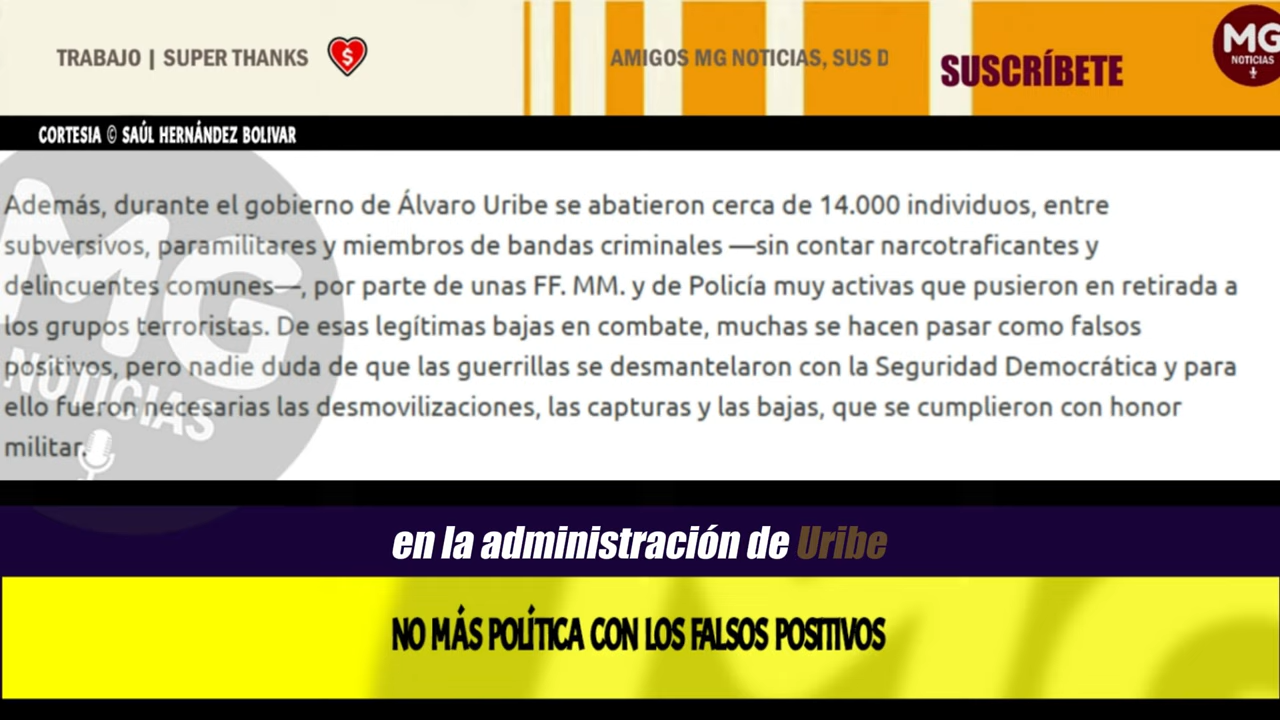 TRABAJO | SUPER THANKS
AMIGOS MG NOTICIAS, SUS D
SUSCRÍBETE
MG
NOTICIAS
CORTESIA © SAÚL HERNÁNDEZ BOLIVAR
Además, durante el gobierno de Álvaro Uribe se abatieron cerca de 14.000 individuos, entre
subversivos, paramilitares y miembros de bandas criminales —sin contar narcotraficantes y
delincuentes comunes—, por parte de unas FF. MM. y de Policía muy activas que pusieron en retirada a
los grupos terroristas. De esas legítimas bajas en combate, muchas se hacen pasar como falsos
positivos, pero nadie duda de que las guerrillas se desmantelaron con la Seguridad Democrática y para
ello fueron necesarias las desmovilizaciones, las capturas y las bajas, que se cumplieron con honor
militar.
MG
NOTICIAS
en la administración de Uribe
NO MÁS POLÍTICA CON LOS FALSOS POSITIVOS